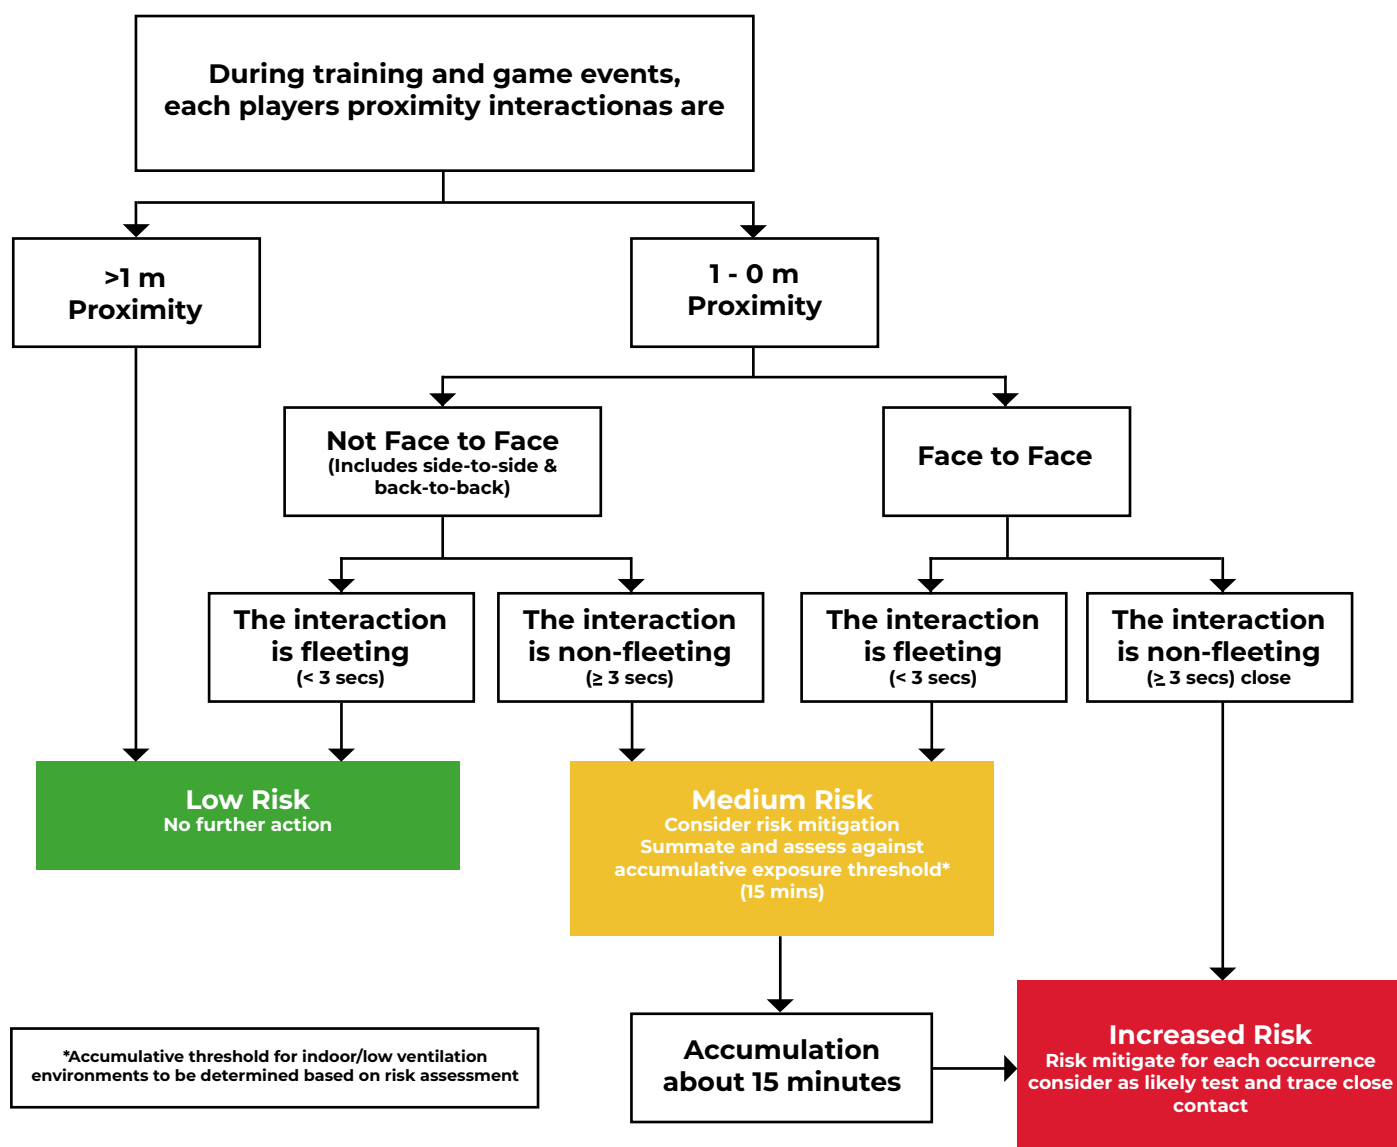 During training and game events,
each players proximity interactionas are
>1 m
Proximity
1 - 0 m
Proximity
Not Face to Face
(Includes side-to-side &
back-to-back)
Face to Face
The interaction
is fleeting
(< 3 secs)
The interaction
is non-fleeting
(≥ 3 secs)
The interaction
is fleeting
(< 3 secs)
The interaction
is non-fleeting
(≥ 3 secs) close
Low Risk
No further action
Medium Risk
Consider risk mitigation
Summate and assess against
accumulative exposure threshold*
(15 mins)
Accumulation
about 15 minutes
Increased Risk
Risk mitigate for each occurrence
consider as likely test and trace close
contact
*Accumulative threshold for indoor/low ventilation
environments to be determined based on risk assessment